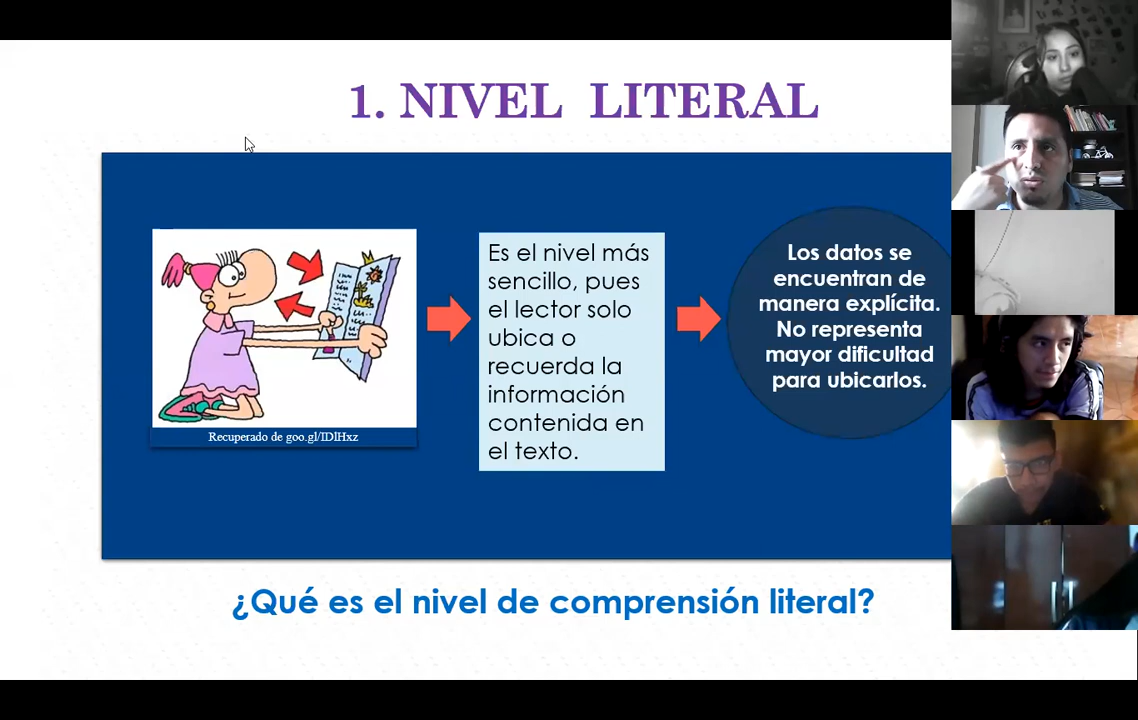 1. NIVEL LITERAL
Es el nivel más
sencillo, pues
el lector solo
ubica o
recuerda la
información
contenida en
el texto.
Los datos se
encuentran de
manera explícita.
No representa
mayor dificultad
para ubicarlos.
Recuperado de goo.gl/IDlHxz
¿Qué es el nivel de comprensión literal?